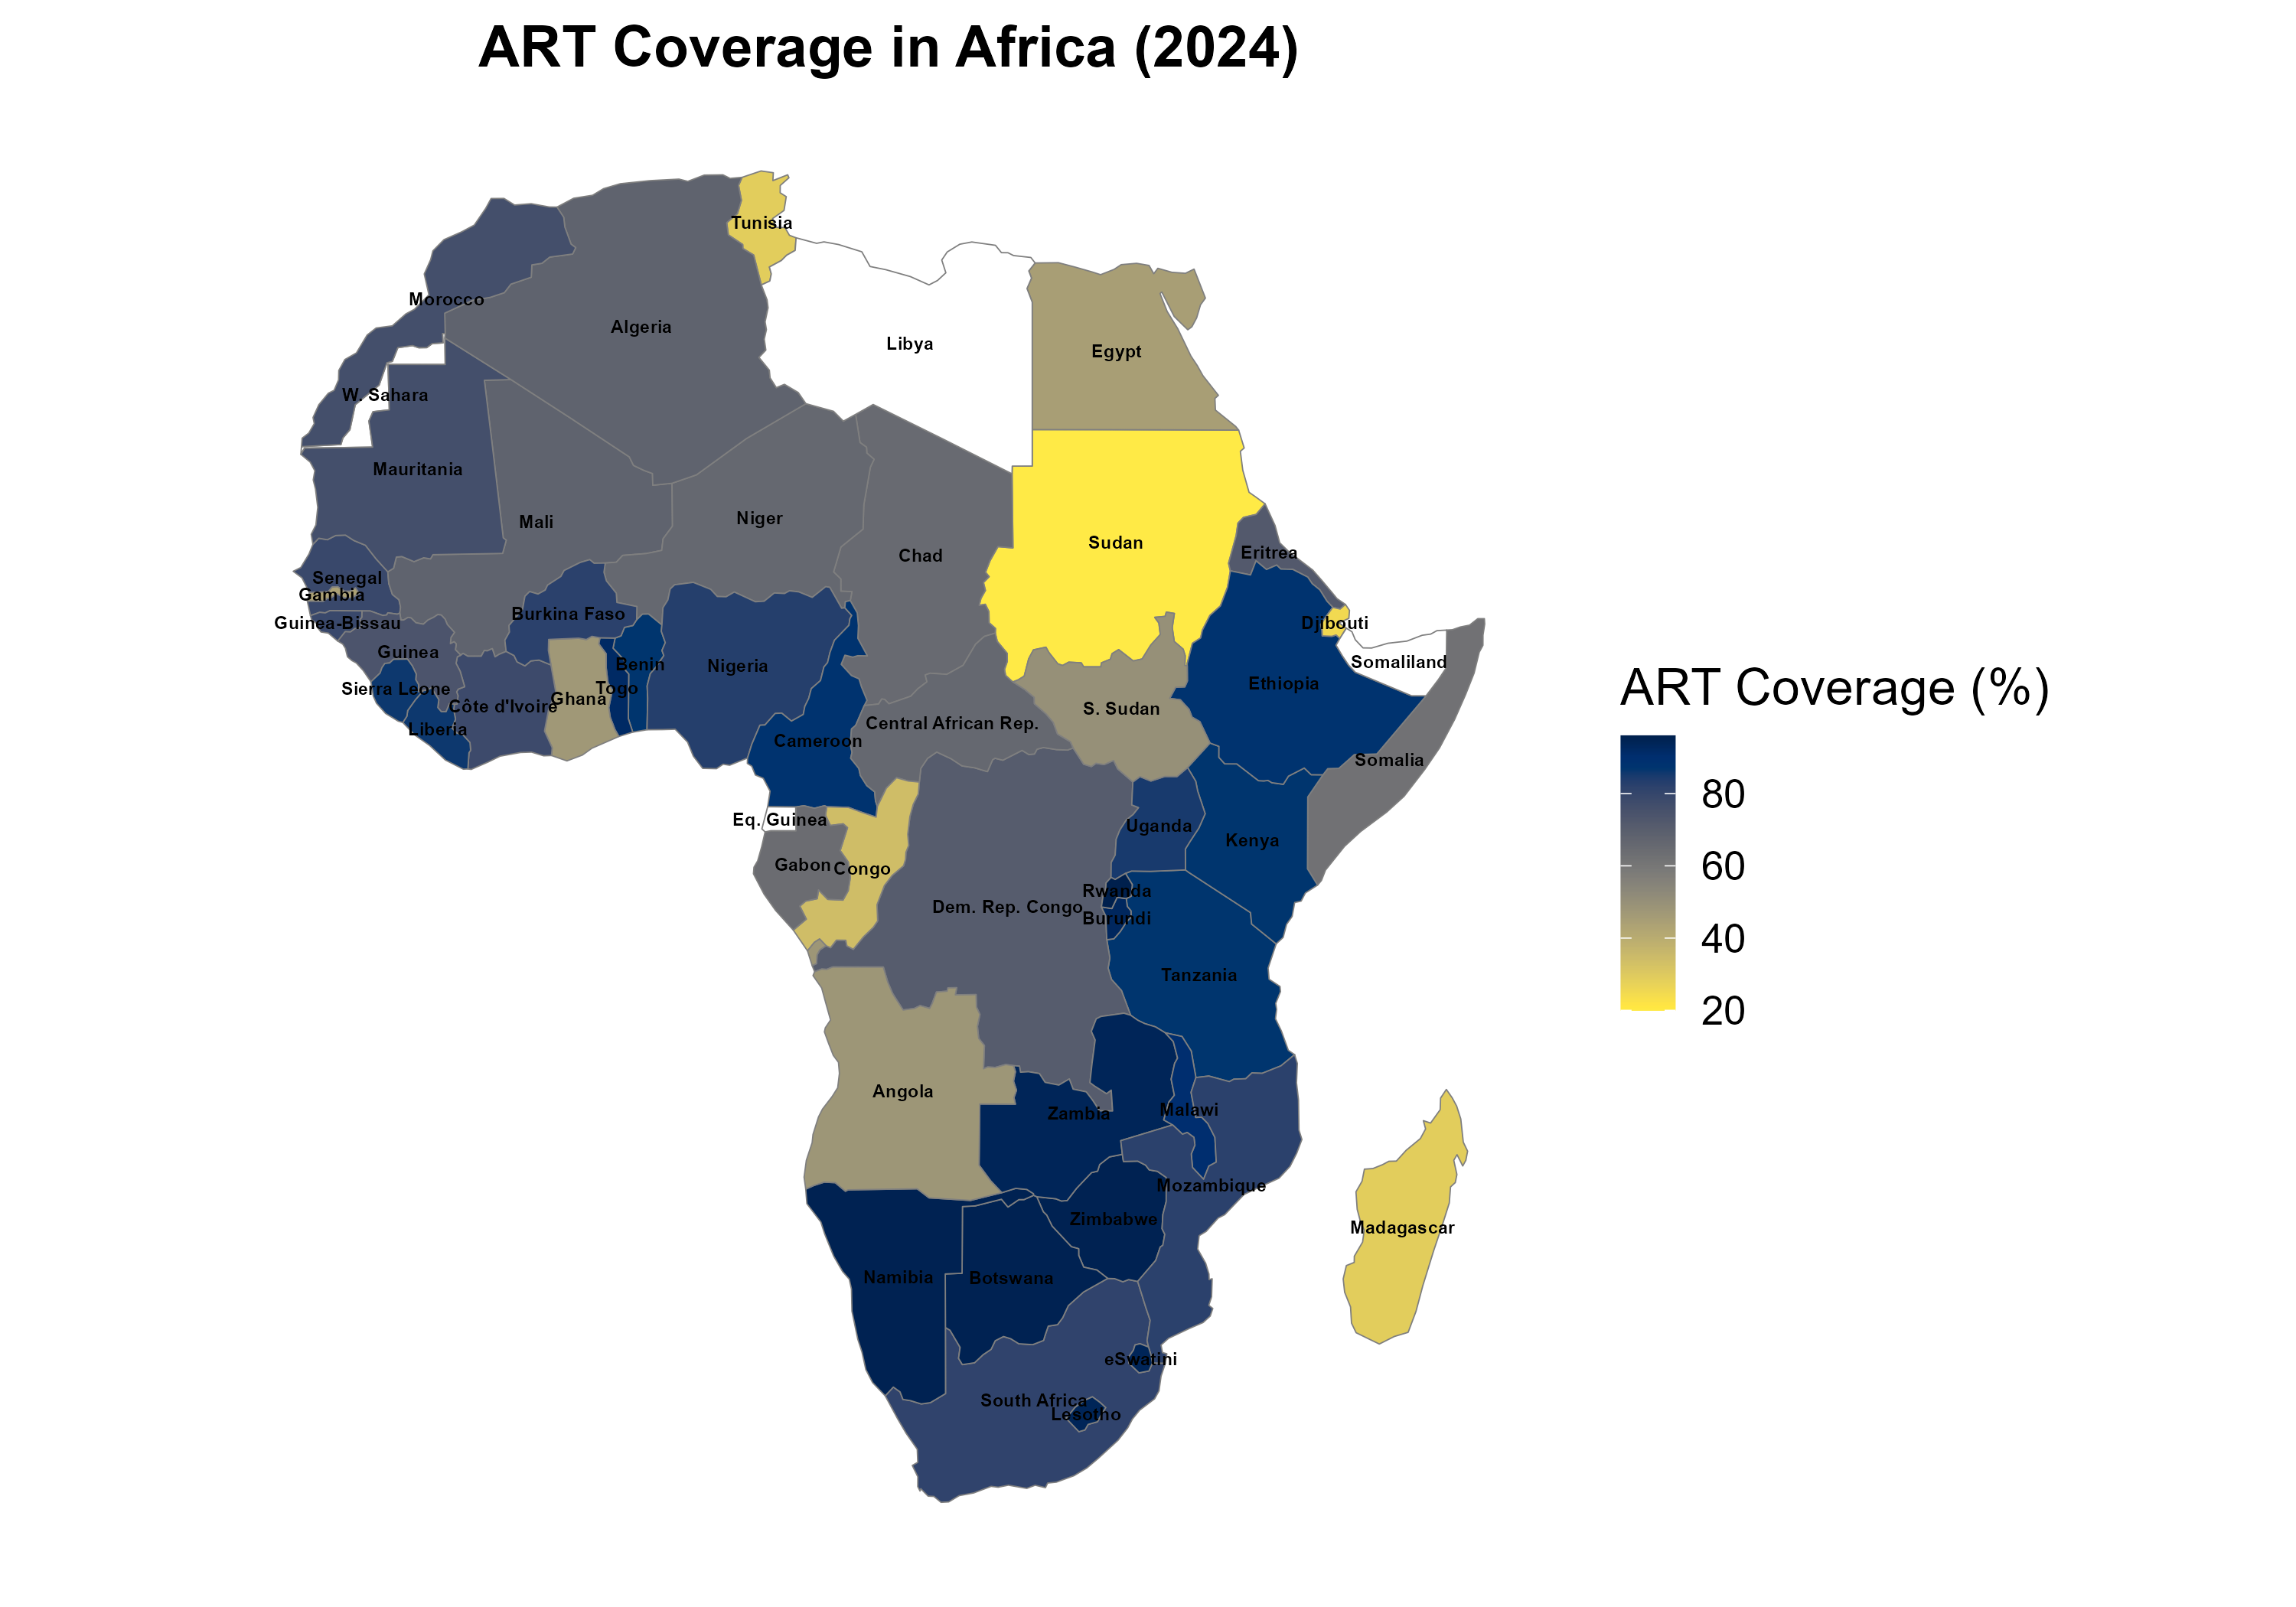 ART Coverage in Africa (2024)
Tunisia
Morocco
Algeria
Libya
Egypt
W. Sahara
Mauritania
Mali
Niger
Chad
Sudan
Eritrea
Senegal
Gambia
Guinea-Bissau
Burkina Faso
Djibouti
Guinea
Benin
Nigeria
Somaliland
Sierra Leone
Togo
Ethiopia
Côte d'Ivoire
Ghana
S. Sudan
Liberia
Central African Rep.
Cameroon
Somalia
Eq. Guinea
Uganda
Kenya
Gabon
Congo
Rwanda
Dem. Rep. Congo
Burundi
Tanzania
Angola
Zambia
Malawi
Mozambique
Zimbabwe
Madagascar
Namibia
Botswana
eSwatini
South Africa
Lesotho
ART Coverage (%)
80
60
40
20